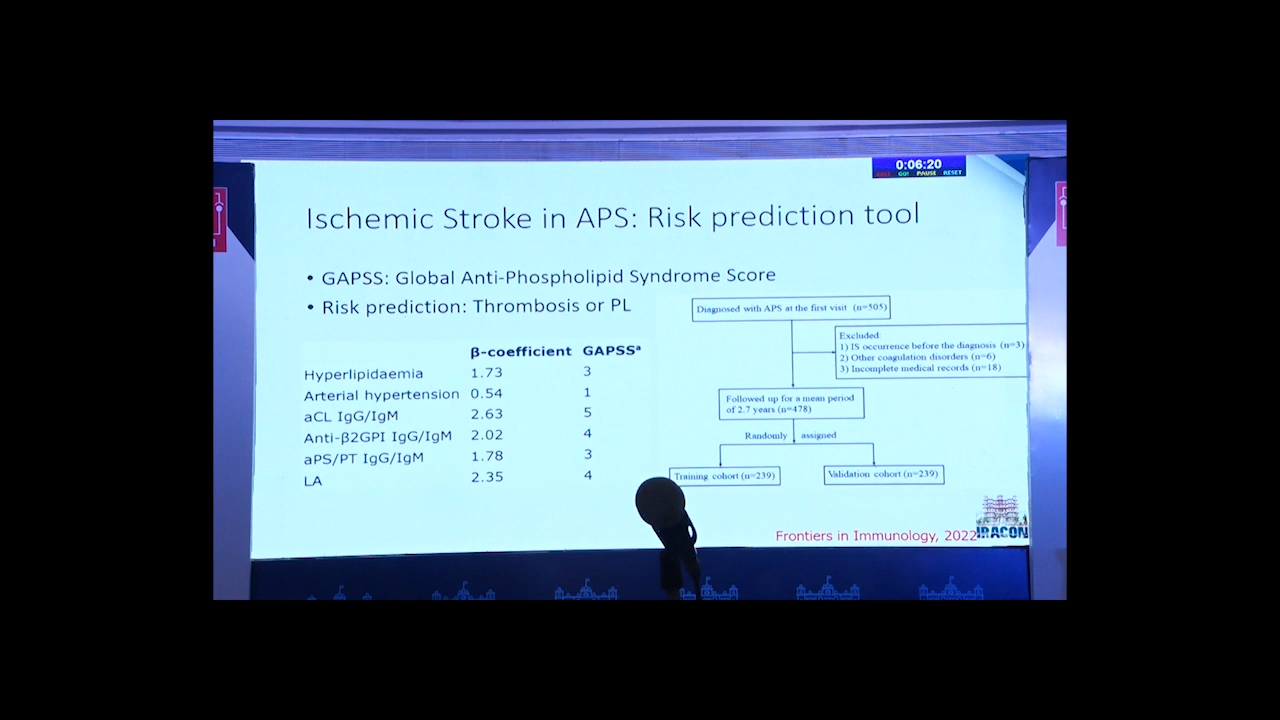 0:06:20
GO! PAUSE RESET
Ischemic Stroke in APS: Risk prediction tool
• GAPSS: Global Anti-Phospholipid Syndrome Score
• Risk prediction: Thrombosis or PL
β-coefficient GAPSSª
Hyperlipidaemia 1.73 3
Arterial hypertension 0.54 1
aCL IgG/IgM 2.63 5
Anti-β2GPI IgG/IgM 2.02 4
aPS/PT IgG/IgM 1.78 3
LA 2.35 4
Diagnosed with APS at the first visit (n=505)
Excluded
1) IS occurrence before the diagnosis (n=3)
2) Other coagulation disorders (n=6)
3) Incomplete medical records (n=18)
Followed up for a mean period
of 2.7 years (n=478)
Randomly assigned
Training cohort (n=239)
Validation cohort (n=239)
Frontiers in Immunology, 2022
IRACON